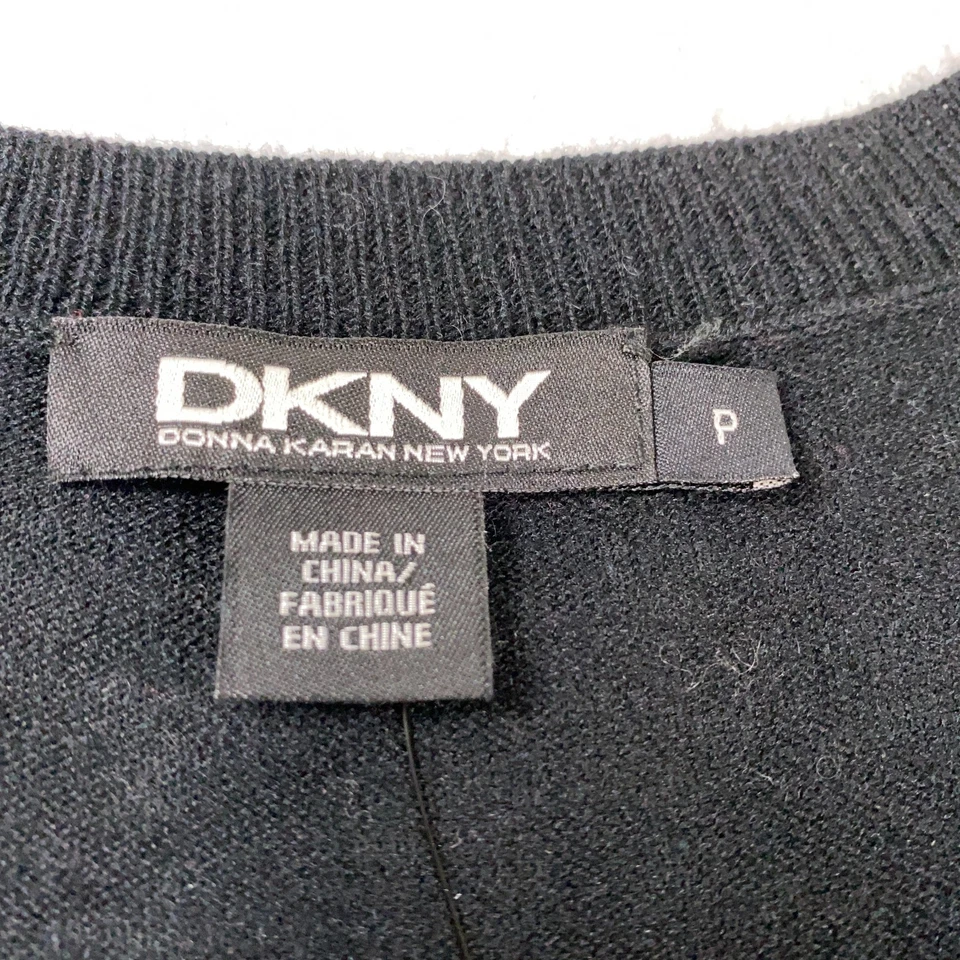 DKNY
DONNA KARAN NEW YORK
P
MADE IN
CHINA/
FABRIQUÉ
EN CHINE